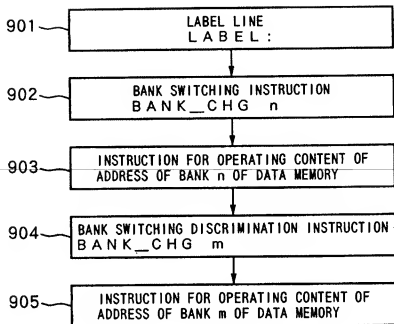 901
LABEL LINE
LABEL:
902
BANK SWITCHING INSTRUCTION
BANK_CHG n
903
INSTRUCTION FOR OPERATING CONTENT OF
ADDRESS OF BANK n OF DATA MEMORY
904
BANK SWITCHING DISCRIMINATION INSTRUCTION
BANK_CHG m
905
INSTRUCTION FOR OPERATING CONTENT OF
ADDRESS OF BANK m OF DATA MEMORY